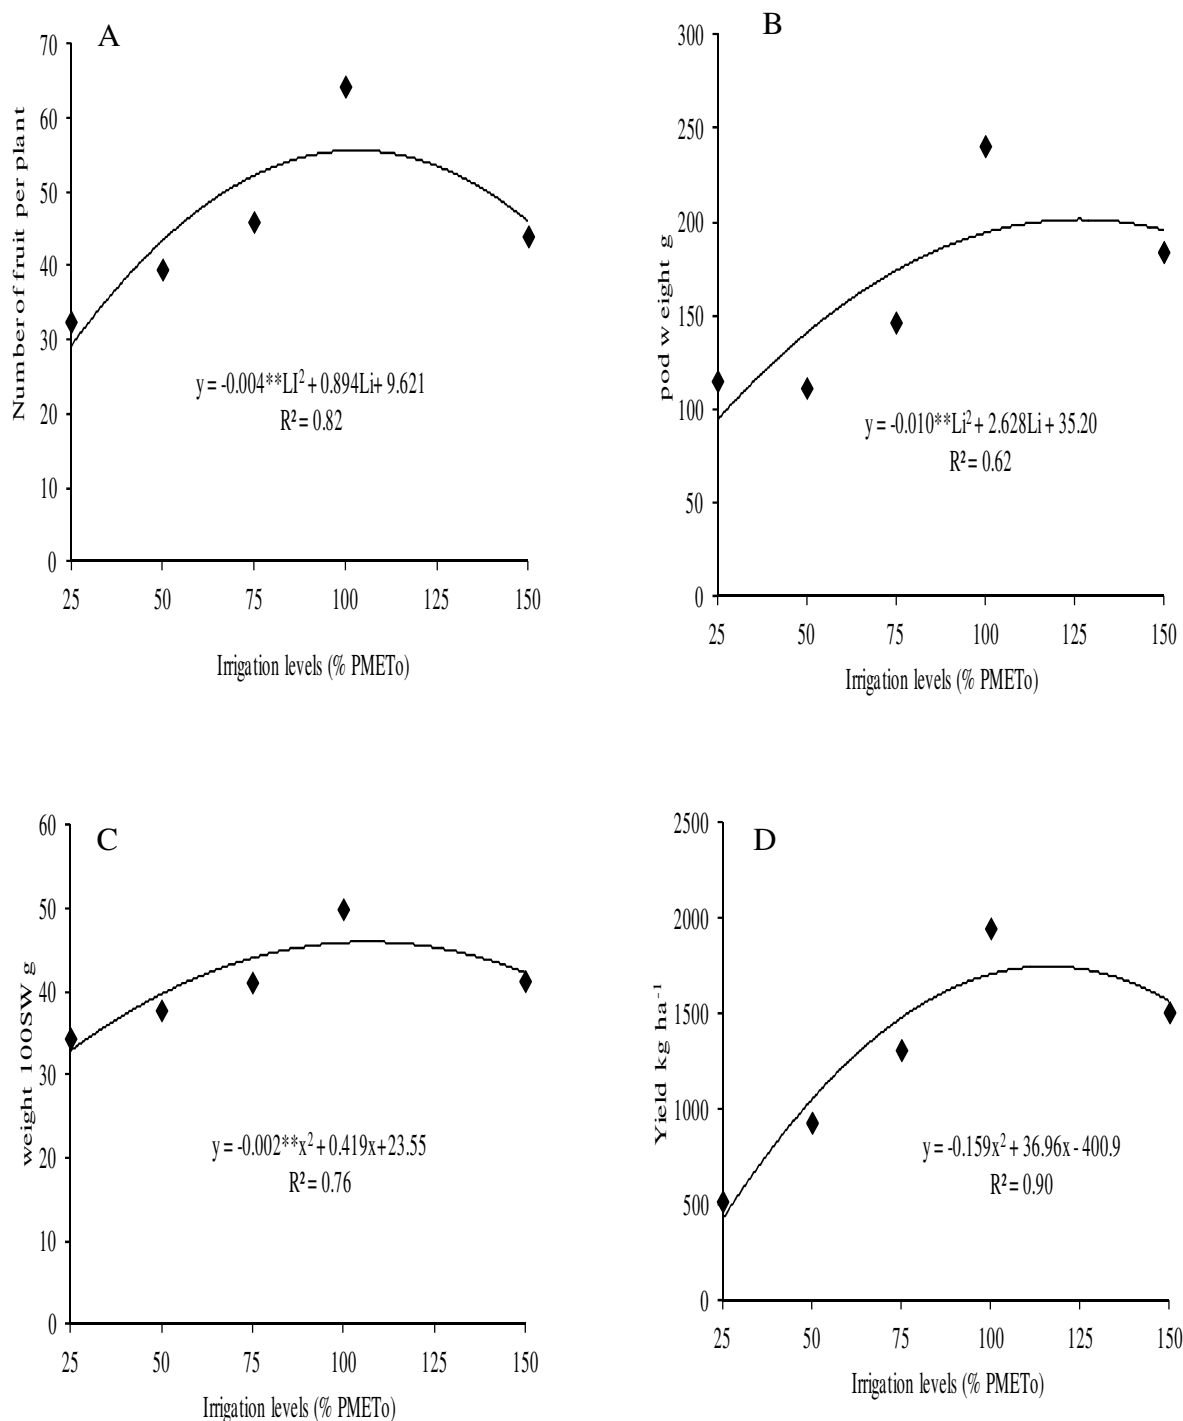 A
70
60
50
40
30
20
10
0
Number of fruit per plant
y = -0.004**LI² + 0.894Li+ 9.621
R² = 0.82
25 50 75 100 125 150
Irrigation levels (% PMETo)
B
300
250
200
150
100
50
0
pod w eight g
y = -0.010**Li² + 2.628Li + 35.20
R² = 0.62
25 50 75 100 125 150
Irrigation levels (% PMETo)
C
60
50
40
30
20
10
0
weight 100SW g
y = -0.002**x² + 0.419x+23.55
R² = 0.76
25 50 75 100 125 150
Irrigation levels (% PMETo)
D
2500
2000
1500
1000
500
0
Yield kg ha⁻¹
y = -0.159x² + 36.96x - 400.9
R² = 0.90
25 50 75 100 125 150
Irrigation levels (% PMETo)